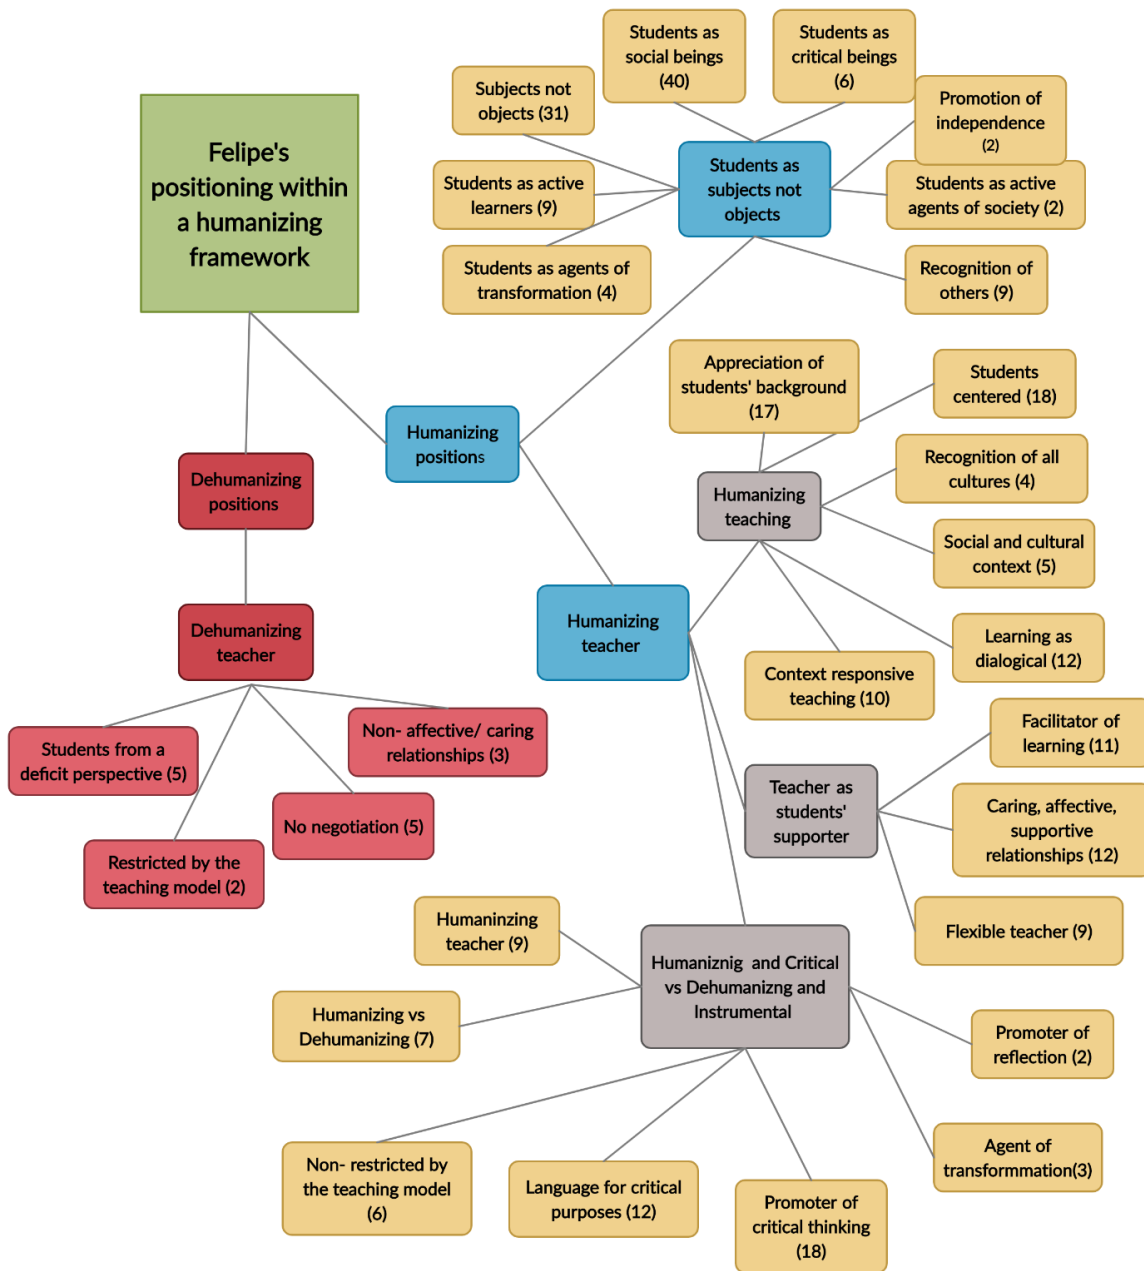 Felipe's
positioning within
a humanizing
framework
Students as
social beings
(40)
Students as
critical beings
(6)
Subjects not
objects (31)
Promotion of
independence
(2)
Students as
subjects not
objects
Students as active
learners (9)
Students as active
agents of society (2)
Students as agents of
transformation (4)
Recognition of
others (9)
Appreciation of
students' background
(17)
Students
centered (18)
Humanizing
positions
Dehumanizing
positions
Recognition of all
cultures (4)
Humanizing
teaching
Social and cultural
context (5)
Dehumanizing
teacher
Humanizing
teacher
Learning as
dialogical (12)
Context responsive
teaching (10)
Non- affective/ caring
relationships (3)
Students from a
deficit perspective (5)
No negotiation (5)
Restricted by the
teaching model (2)
Facilitator of
learning (11)
Teacher as
students'
supporter
Caring, affective,
supportive
relationships (12)
Flexible teacher (9)
Humaninzing
teacher (9)
Humaniznig and Critical
vs Dehumanizng and
Instrumental
Humanizing vs
Dehumanizing (7)
Promoter of
reflection (2)
Agent of
transformmation(3)
Non- restricted by
the teaching model
(6)
Language for critical
purposes (12)
Promoter of
critical thinking
(18)